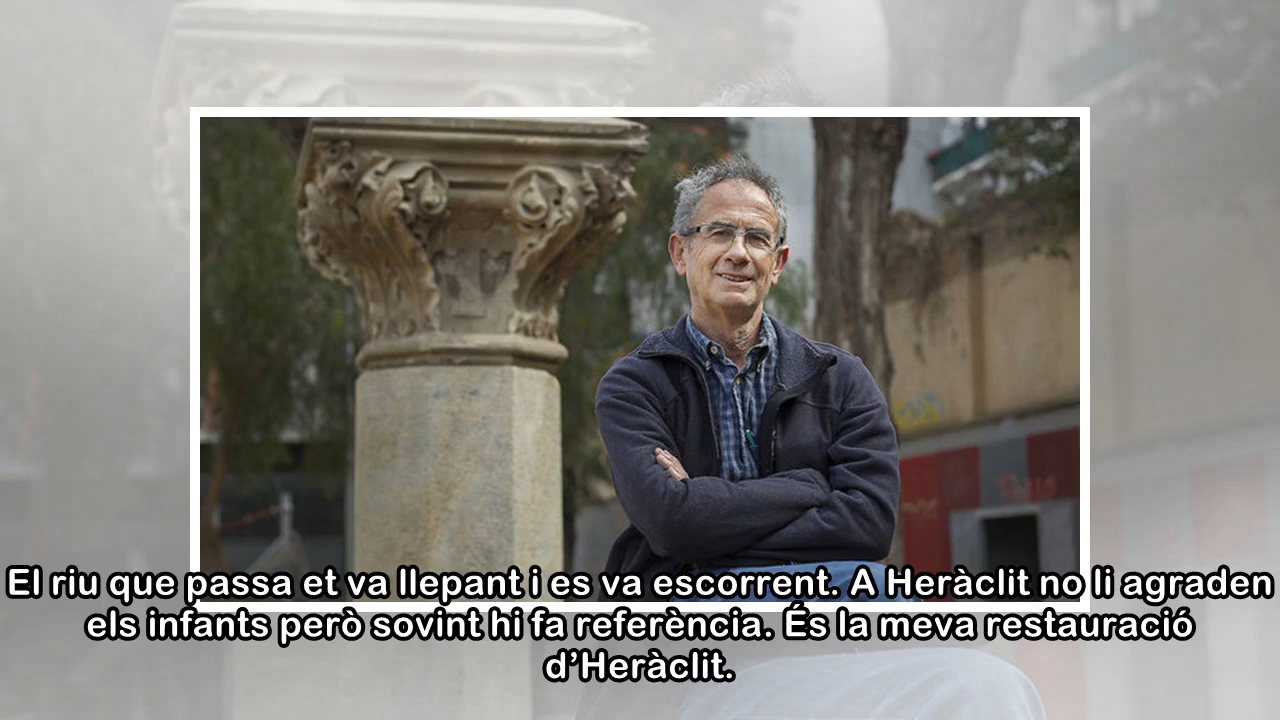 El riu que passa et va llepant i es va escorrent. A Heràclit no li agraden
els infants però sovint hi fa referència. És la meva restauració
d’Heràclit.